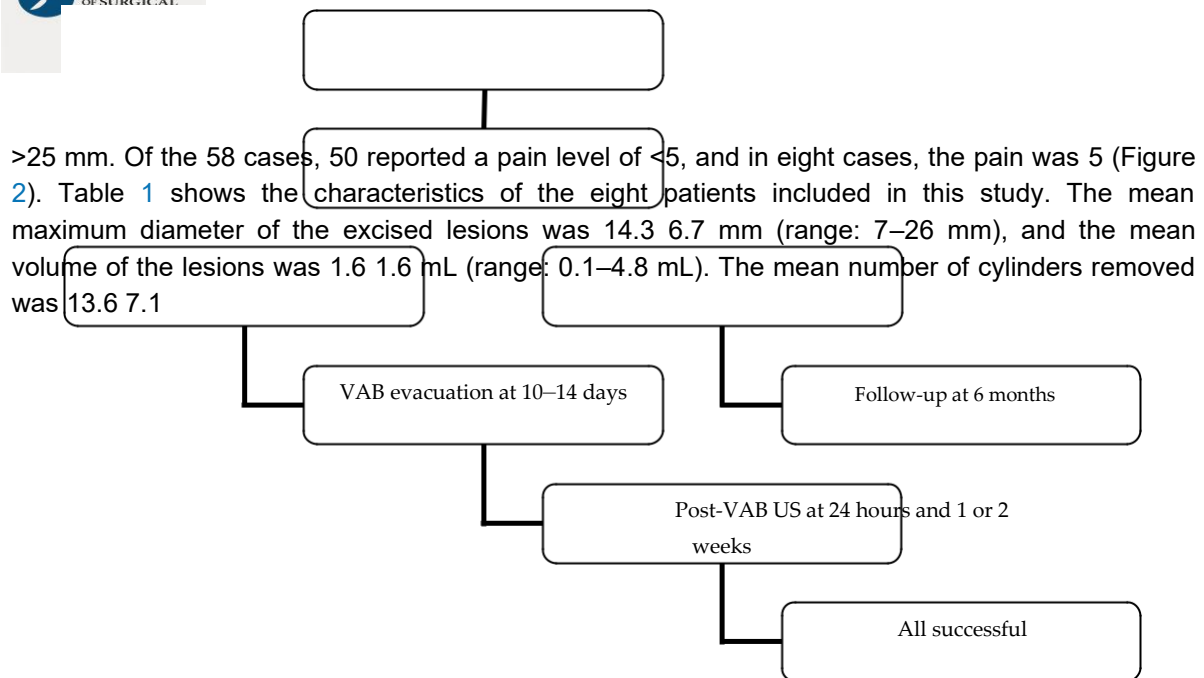 OF SURGICAL
>25 mm. Of the 58 cases, 50 reported a pain level of <5, and in eight cases, the pain was 5 (Figure
2). Table 1 shows the characteristics of the eight patients included in this study. The mean
maximum diameter of the excised lesions was 14.3 6.7 mm (range: 7–26 mm), and the mean
volume of the lesions was 1.6 1.6 mL (range: 0.1–4.8 mL). The mean number of cylinders removed
was 13.6 7.1
VAB evacuation at 10–14 days
Follow-up at 6 months
Post-VAB US at 24 hours and 1 or 2
weeks
All successful